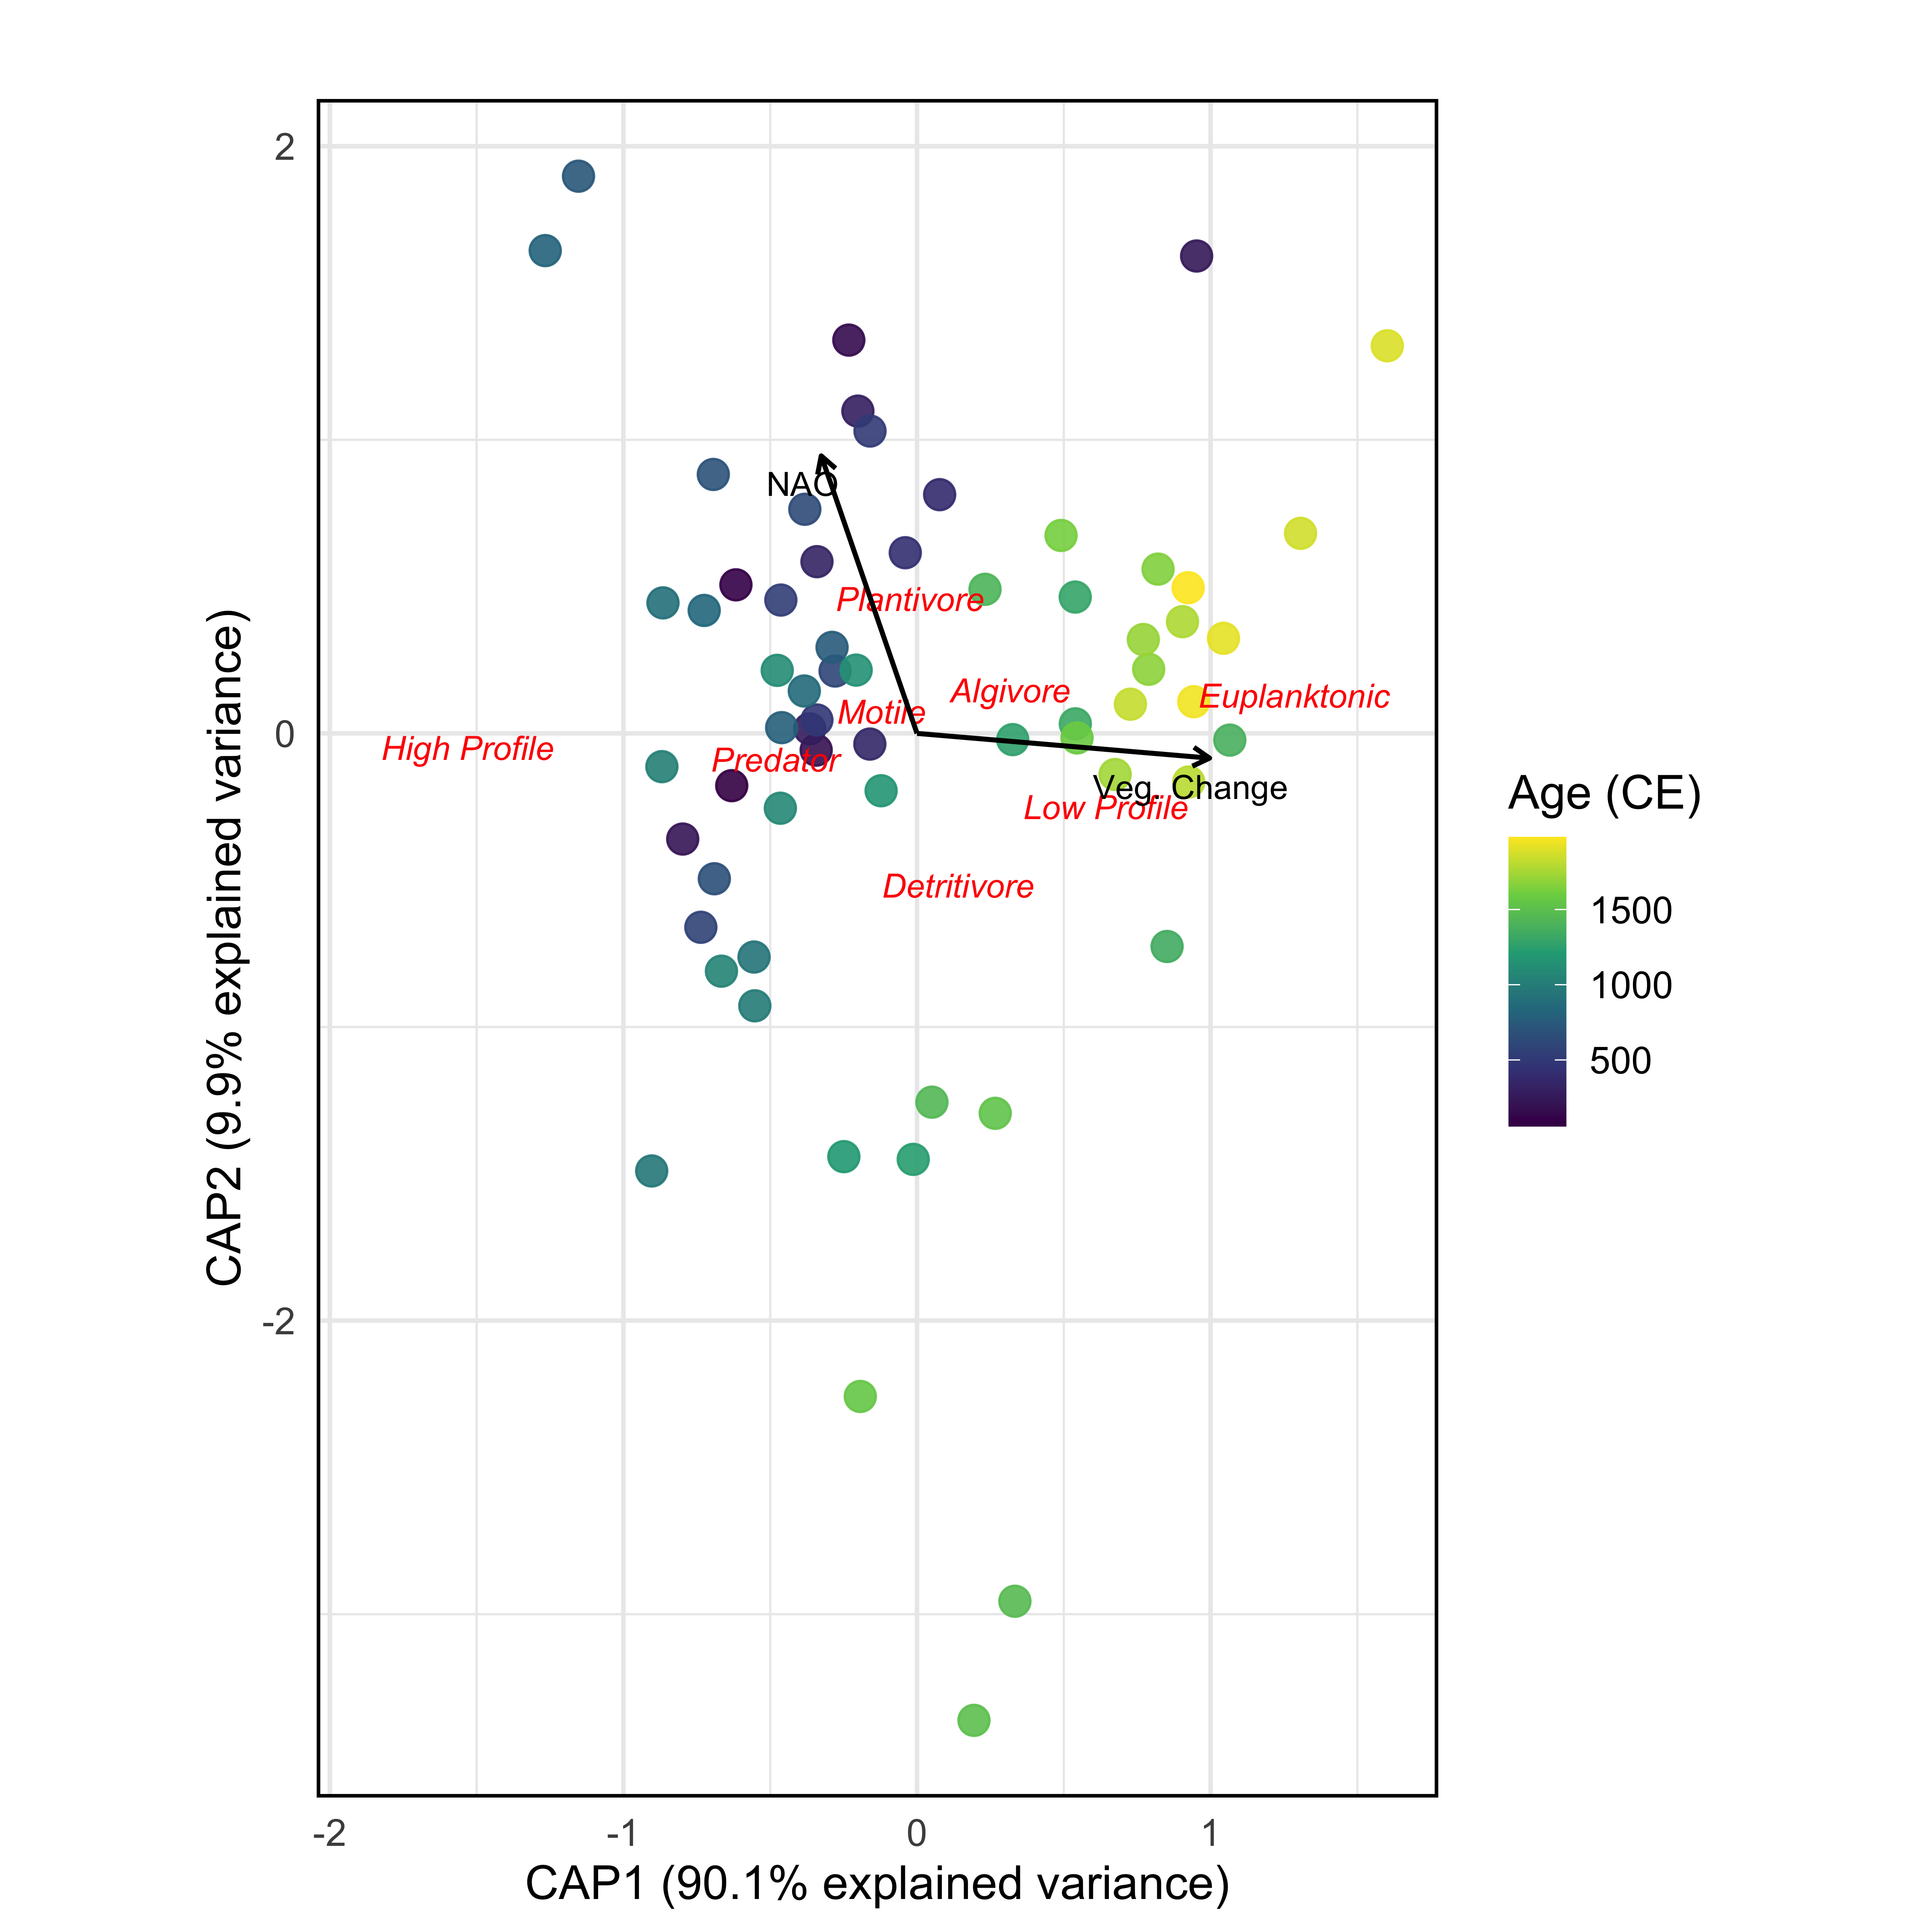 2
0
-2
CAP2 (9.9% explained variance)
NAO
Plantivore
Algivore
Euplanktonic
Motile
High Profile
Predator
Veg. Change
Low Profile
Detritivore
-2
-1
0
1
CAP1 (90.1% explained variance)
Age (CE)
1500
1000
500